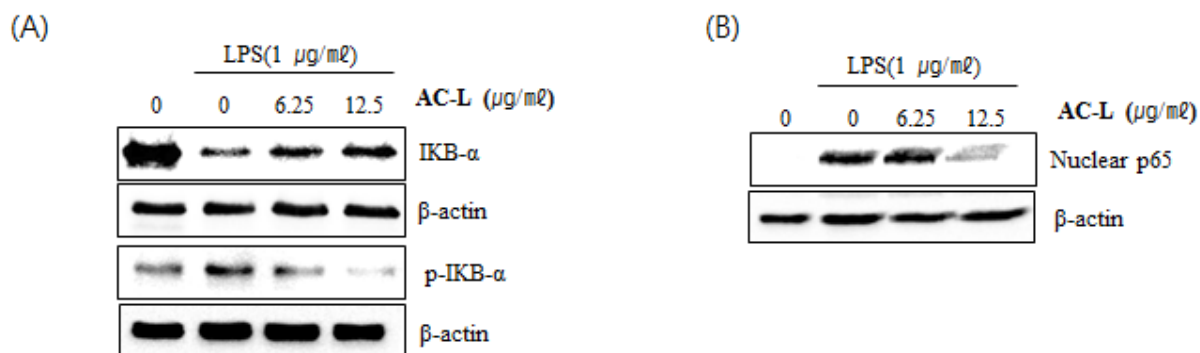 (A)
LPS(1 μg/㎖)
0 0 6.25 12.5 AC-L (μg/㎖)
IKB-α
β-actin
p-IKB-α
β-actin
(B)
LPS(1 μg/㎖)
0 0 6.25 12.5 AC-L (μg/㎖)
Nuclear p65
β-actin